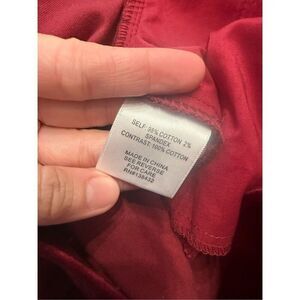 SELF: 98% COTTON 2%
SPANDEX
CONTRAST: 100% COTTON
MADE IN CHINA
SEE REVERSE
FOR CARE